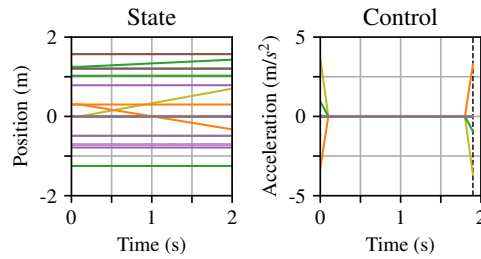 State
Control
Position (m)
2
0
-2
0
1
2
Time (s)
Acceleration (m/s²)
5
0
-5
0
1
2
Time (s)